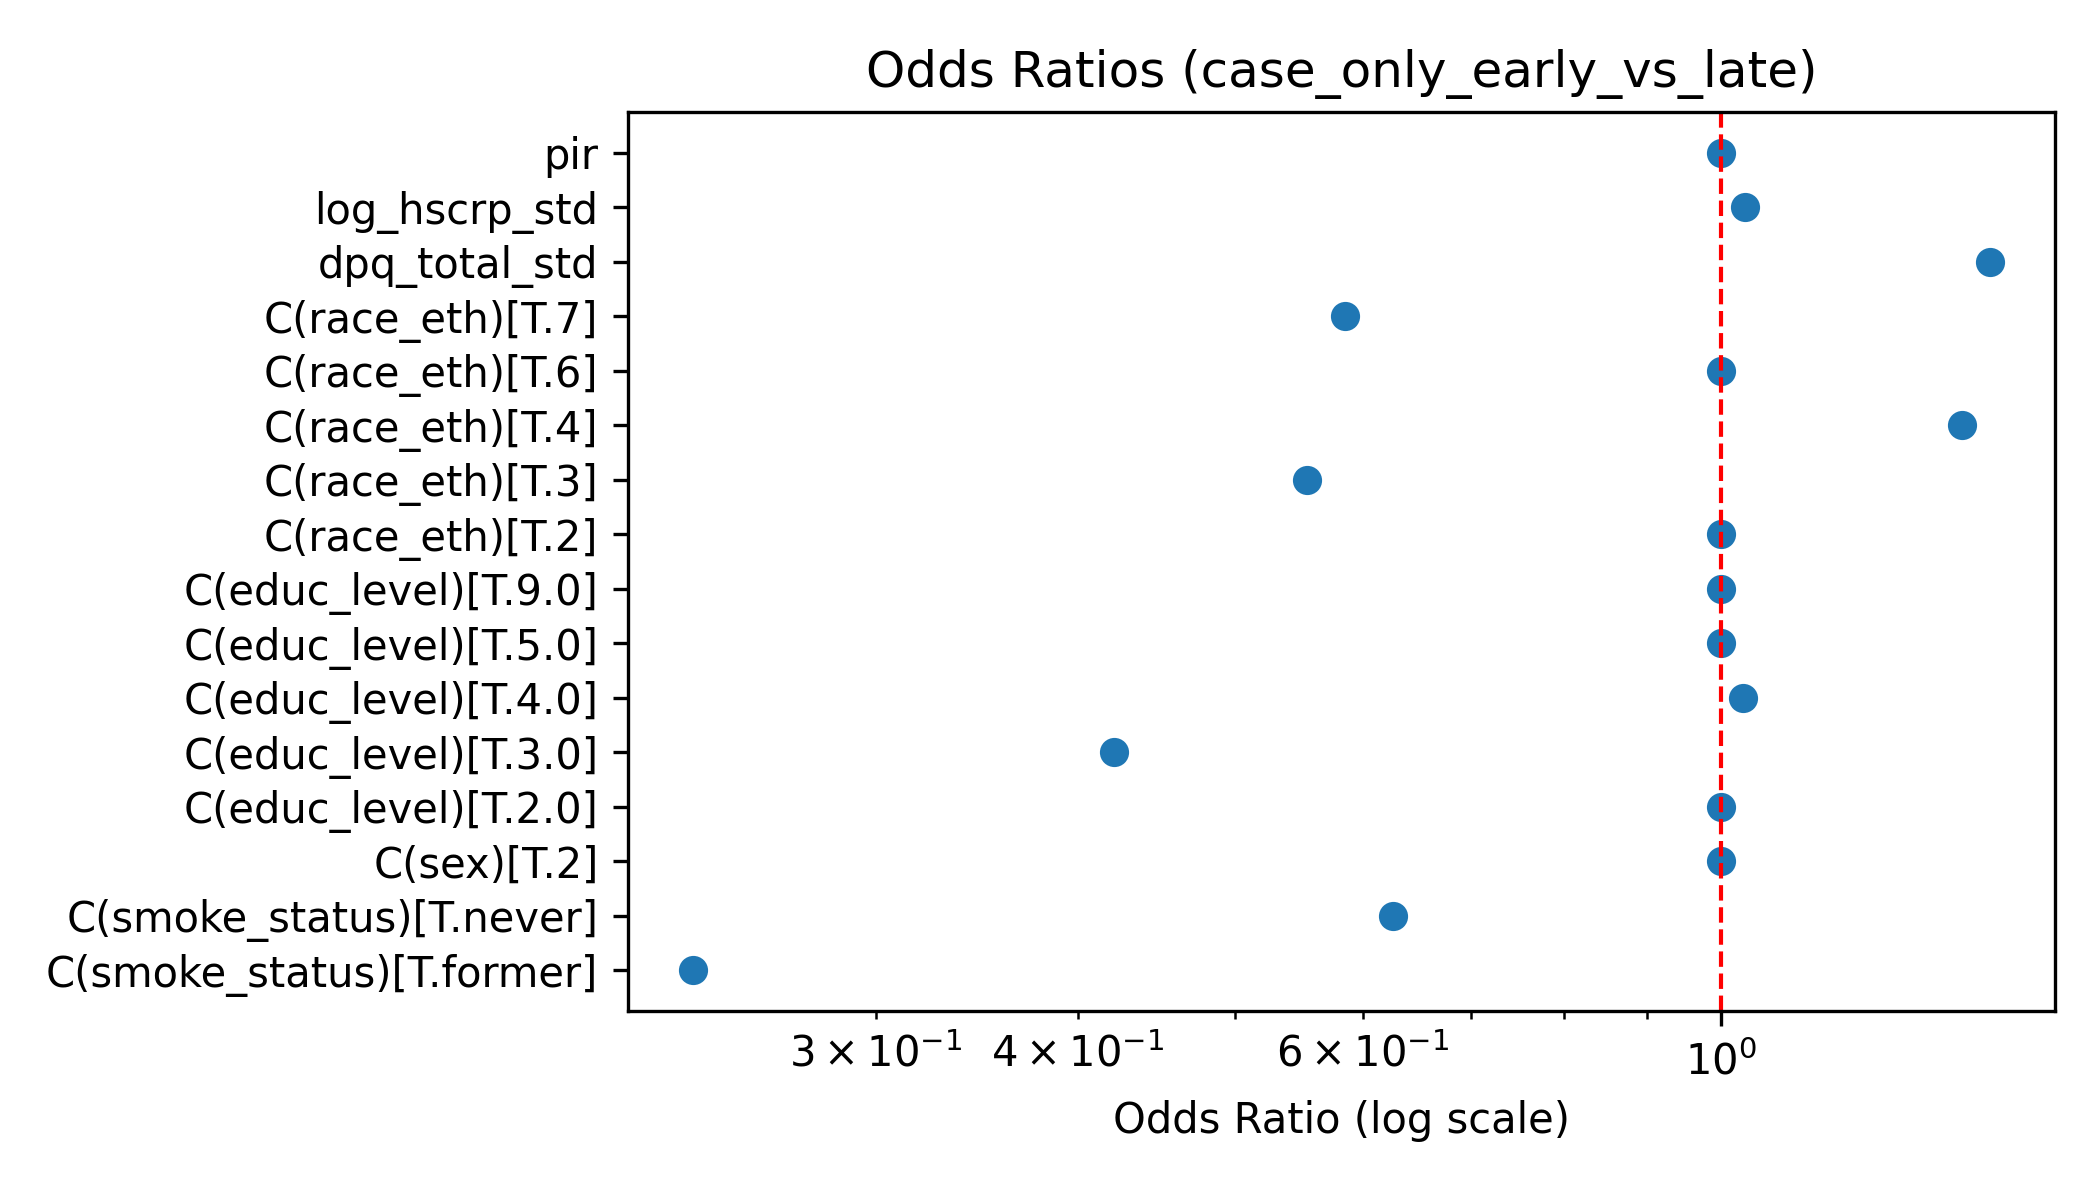 Odds Ratios (case_only_early_vs_late)
pir
log_hscrp_std
dpq_total_std
C(race_eth)[T.7]
C(race_eth)[T.6]
C(race_eth)[T.4]
C(race_eth)[T.3]
C(race_eth)[T.2]
C(educ_level)[T.9.0]
C(educ_level)[T.5.0]
C(educ_level)[T.4.0]
C(educ_level)[T.3.0]
C(educ_level)[T.2.0]
C(sex)[T.2]
C(smoke_status)[T.never]
C(smoke_status)[T.former]
3 × 10⁻¹ 4 × 10⁻¹ 6 × 10⁻¹ 10⁰
Odds Ratio (log scale)